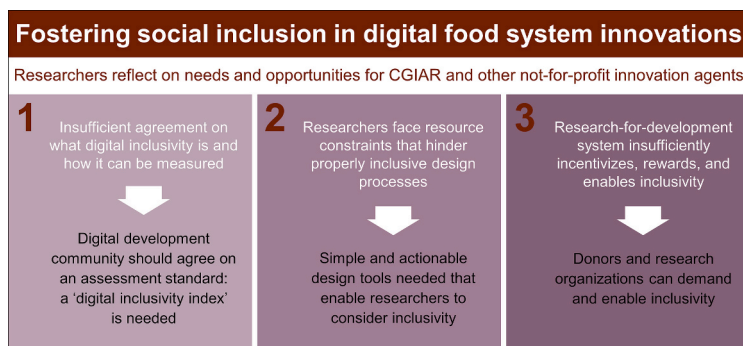 Fostering social inclusion in digital food system innovations
Researchers reflect on needs and opportunities for CGIAR and other not-for-profit innovation agents
1
Insufficient agreement on
what digital inclusivity is and
how it can be measured
Digital development
community should agree on
an assessment standard:
a ‘digital inclusivity index’
is needed
2
Researchers face resource
constraints that hinder
properly inclusive design
processes
Simple and actionable
design tools needed that
enable researchers to
consider inclusivity
3
Research-for-development
system insufficiently
incentivizes, rewards, and
enables inclusivity
Donors and research
organizations can demand
and enable inclusivity